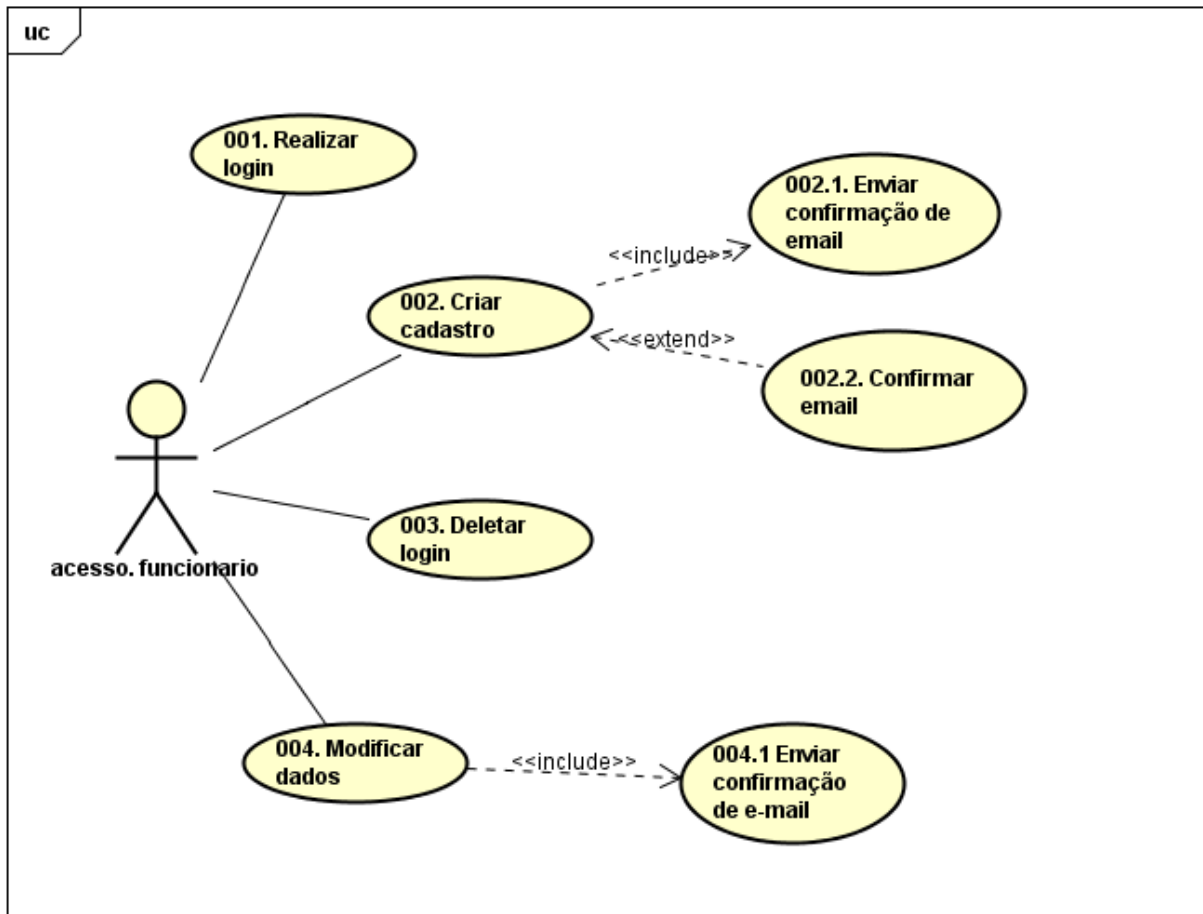 uc
001. Realizar
login
002.1. Enviar
confirmação de
email
<<include>>
002. Criar
cadastro
<<extend>>
002.2. Confirmar
email
003. Deletar
login
acesso. funcionario
004. Modificar
dados
<<include>>
004.1 Enviar
confirmação
de e-mail